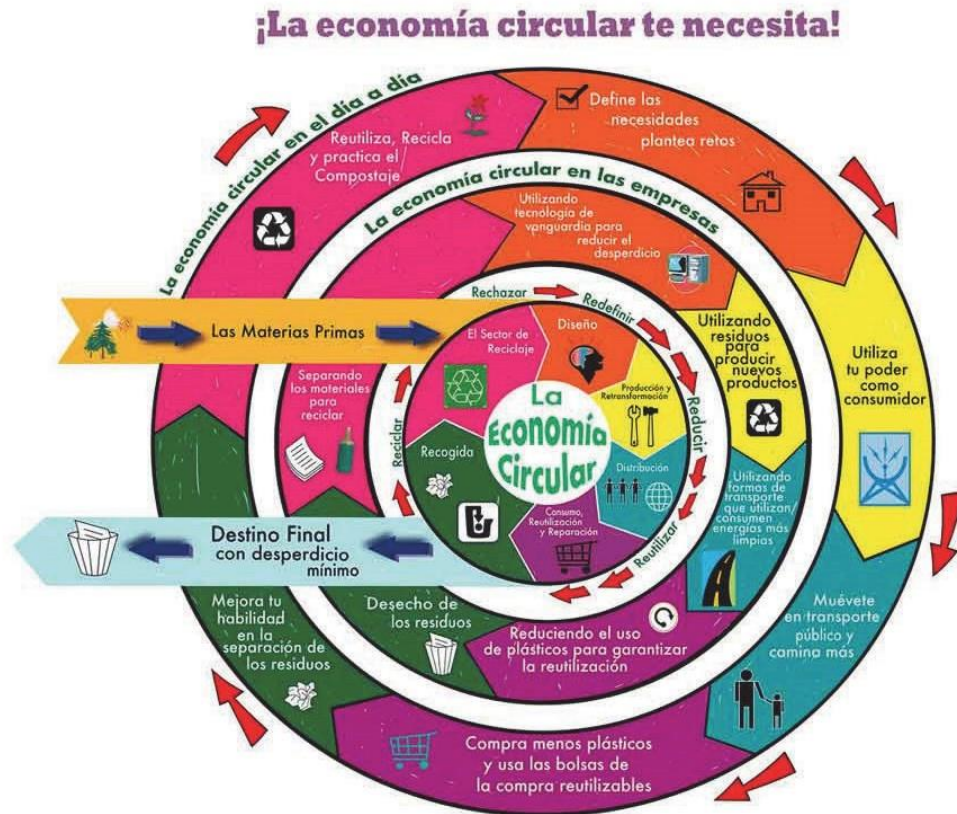 ¡La economía circular te necesita!
La economía circular en el día a día
Reutiliza, Recicla
y practica el
Compostaje
Define las
necesidades
plantea retos
Utiliza
tu poder
como
consumidor
Muévete
en transporte
público y
camina más
Compra menos plásticos
y usa las bolsas de
la compra reutilizables
Mejora tu
habilidad
en la
separación de
los residuos
La economía circular en las empresas
Utilizando
tecnología de
vanguardia para
reducir el
desperdicio
Utilizando
residuos
para
producir
nuevos
productos
Utilizando
formas de
transporte
que utilizan/
consumen
energías más
limpias
Reduciendo el uso
de plásticos para garantizar
la reutilización
Desecho de
los residuos
Separando
los materiales
para
reciclar
Las Materias Primas
Destino Final
con desperdicio
mínimo
Rechazar
Redefinir
Reducir
Reutilizar
Reciclar
El Sector de
Reciclaje
Diseño
Producción y
Retransformación
Distribución
Consumo,
Reutilización
y Reparación
Recogida
La
Economía
Circular